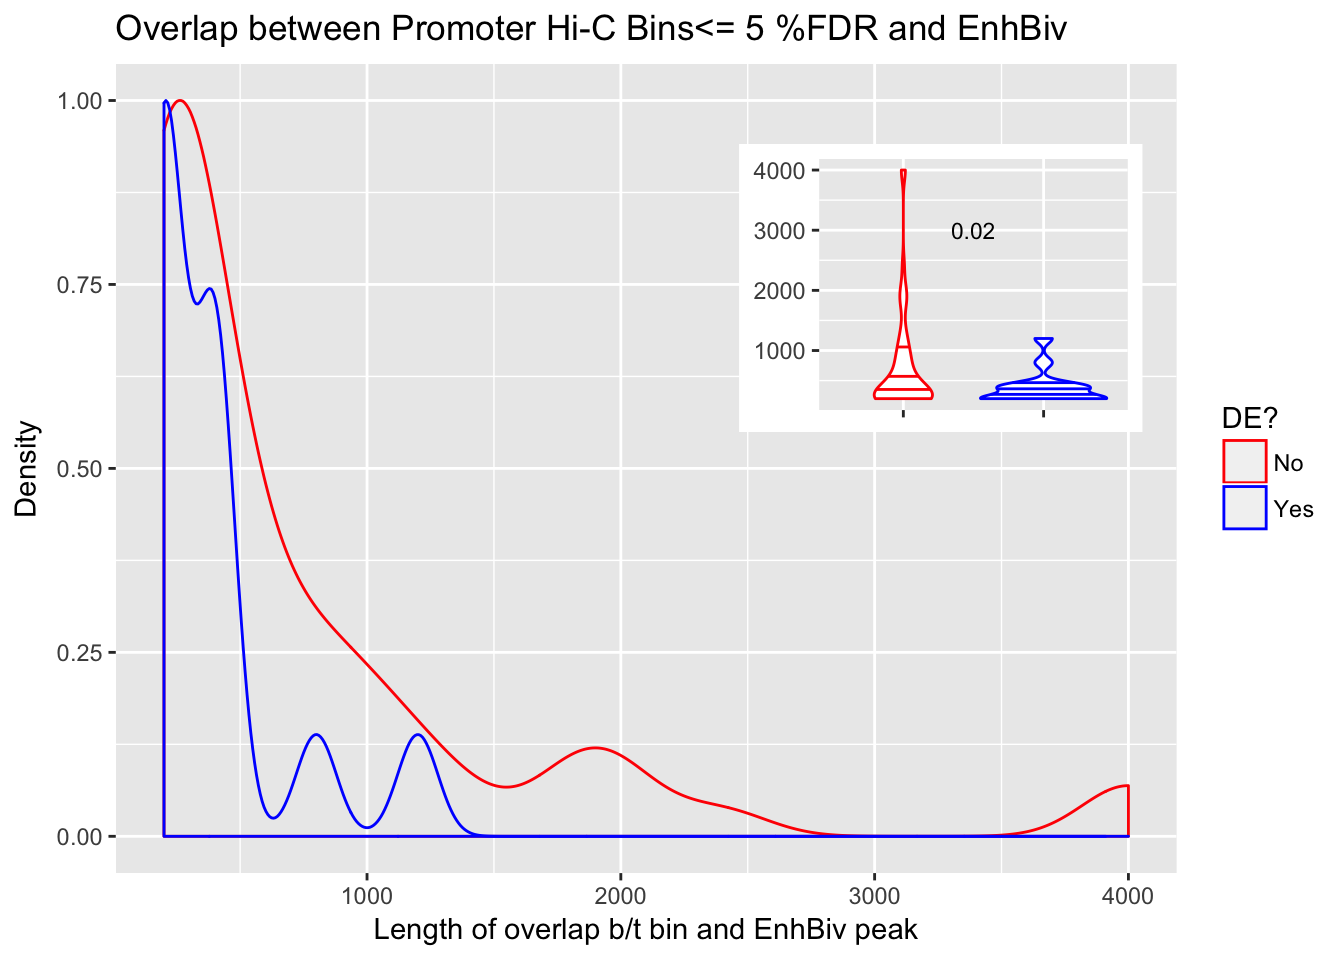 Overlap between Promoter Hi-C Bins<= 5 %FDR and EnhBiv
1.00
0.75
0.50
0.25
0.00
Density
4000
3000
2000
1000
0.02
DE?
No
Yes
1000 2000 3000 4000
Length of overlap b/t bin and EnhBiv peak